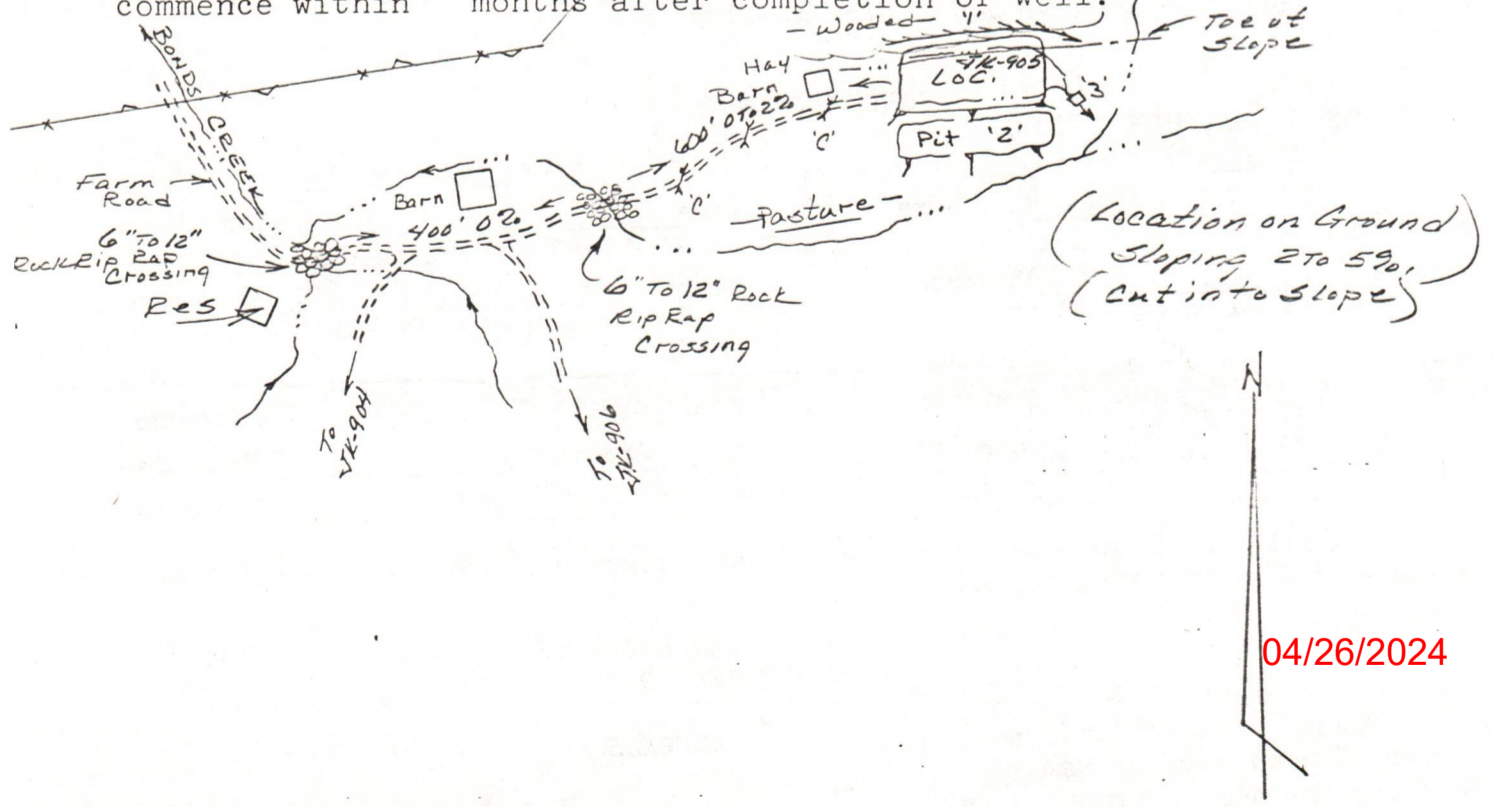 commence within   months after completion of well.
- Wooded - '1'
Toe of
Slope
BONDS
CREEK
Hay
Barn
JK-905
LOC.
'3'
600' 0 To 2%
'C'
Pit '2'
Farm
Road
Barn
'C'
Pasture -
400' 0%
6" To 12"
Rock Rip Rap
Crossing
Res
6" To 12" Rock
Rip Rap
Crossing
(Location on Ground
Sloping 2 To 5%,
(Cut into Slope)
To
JK-904
To
JK-906
N
04/26/2024